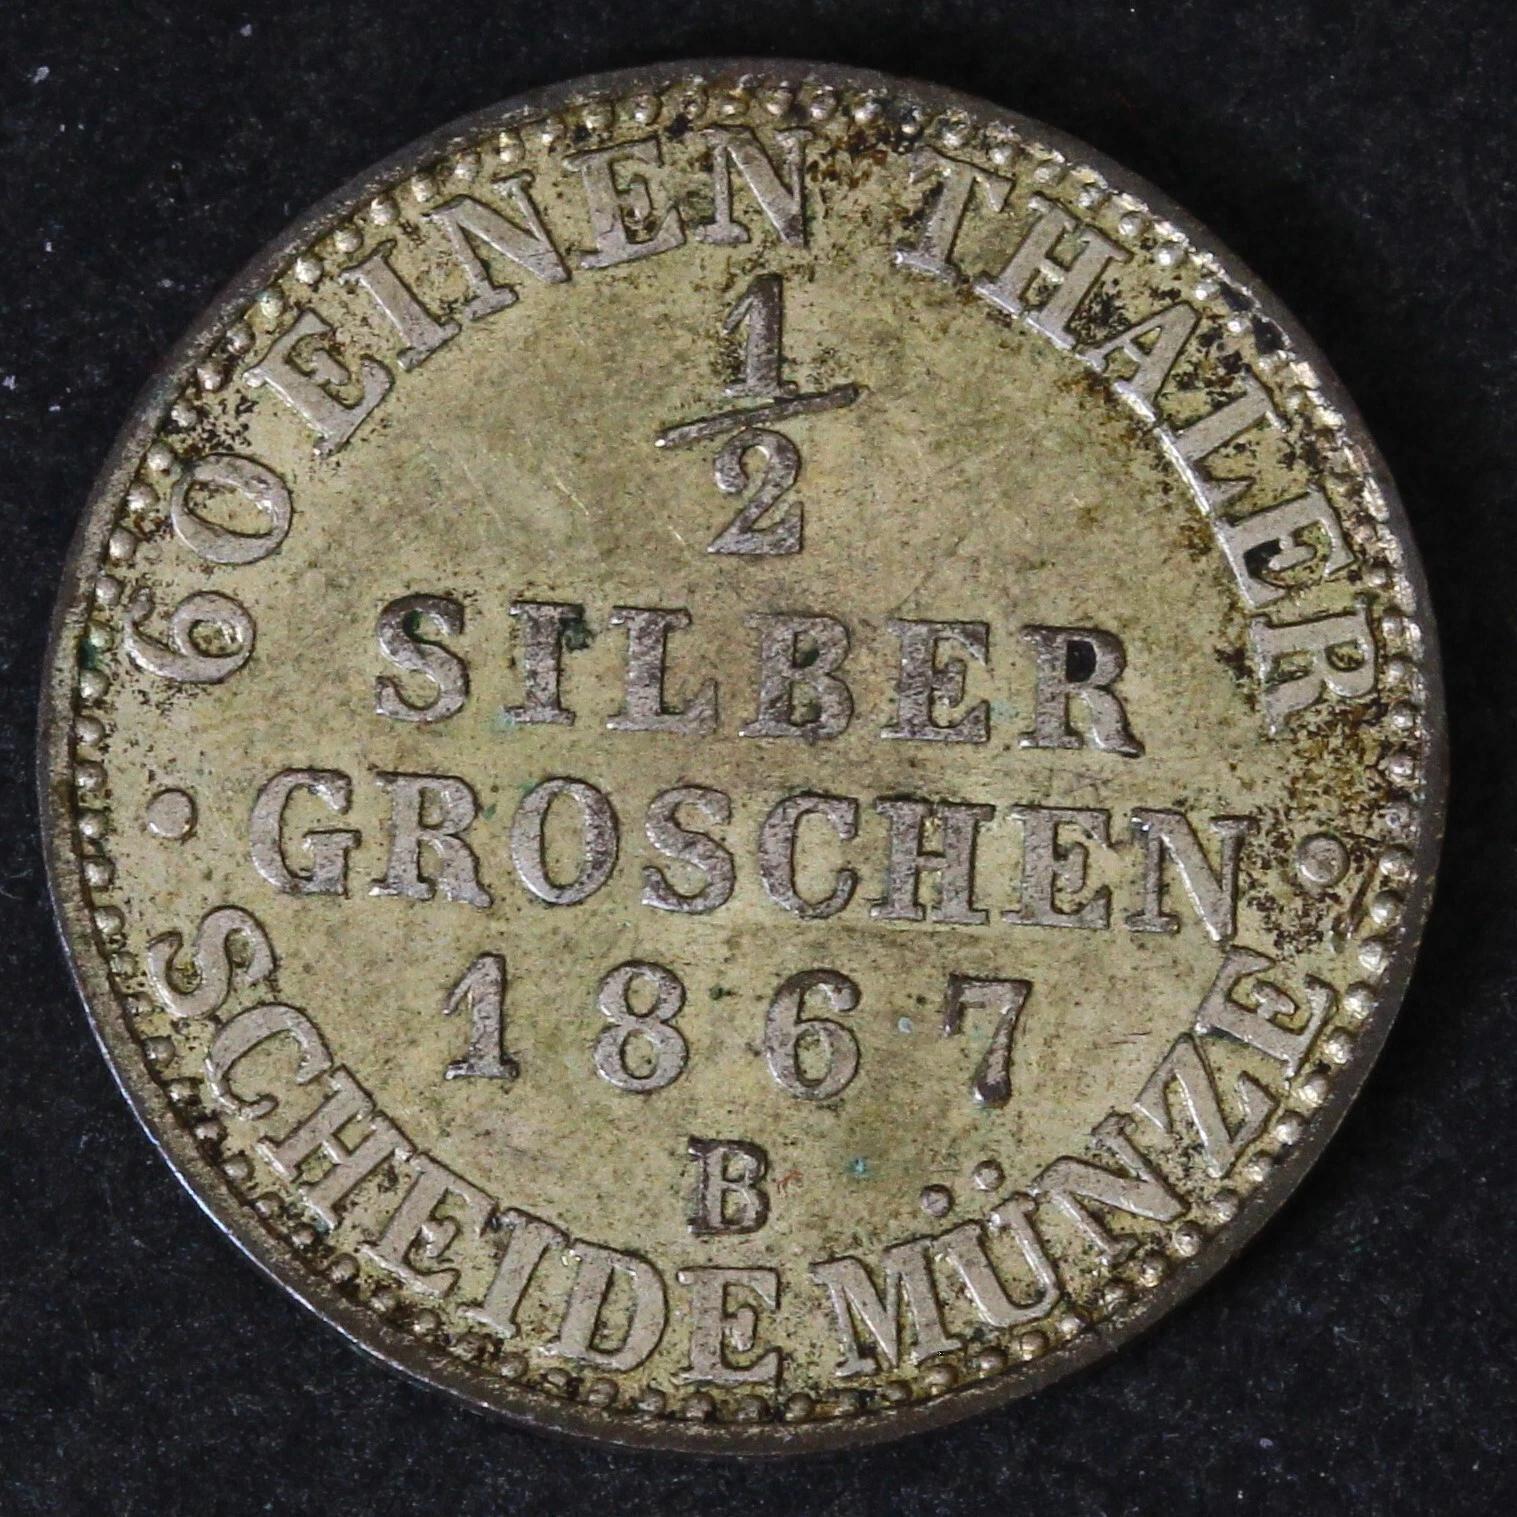 60 EINEN THALER
1/2
SILBER
GROSCHEN
1867
B
SCHEIDE MÜNZE